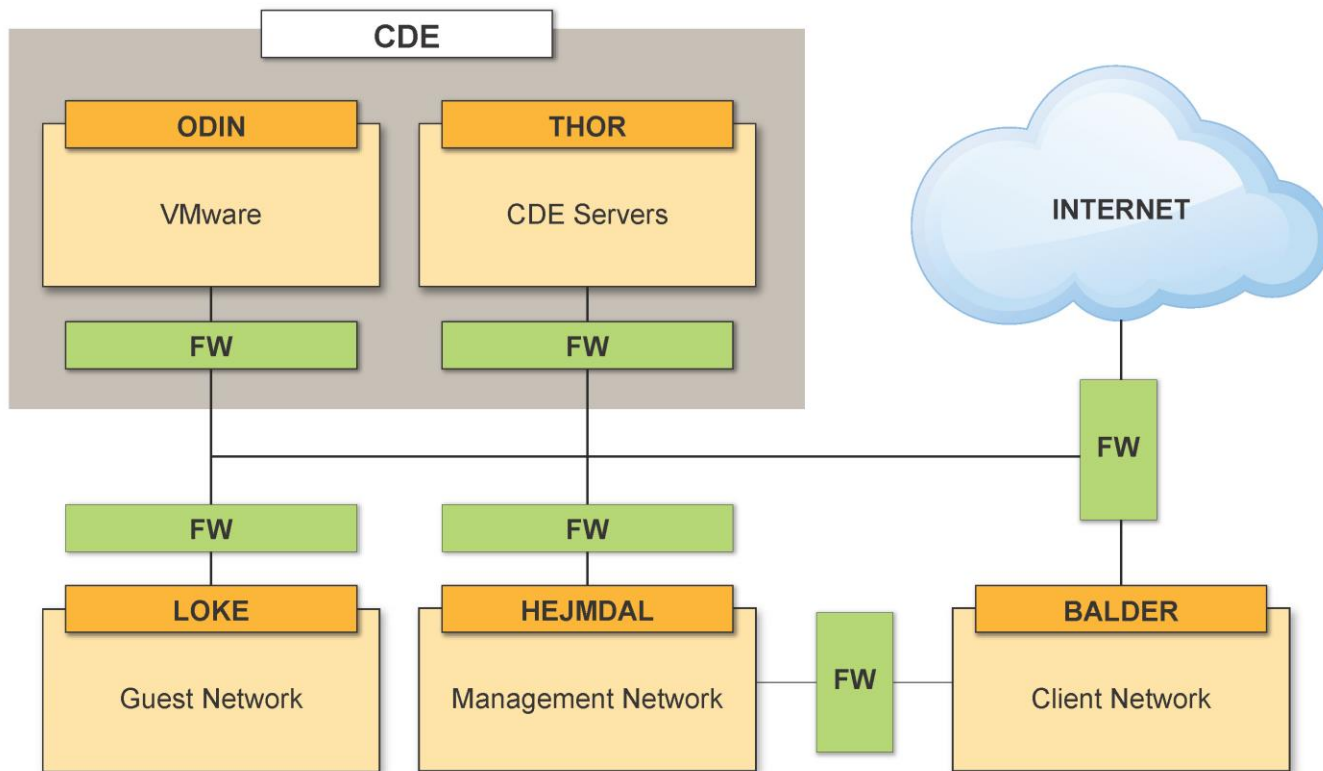 CDE
ODIN
THOR
VMware
CDE Servers
INTERNET
FW
FW
FW
FW
FW
LOKE
HEJMDAL
BALDER
Guest Network
Management Network
FW
Client Network